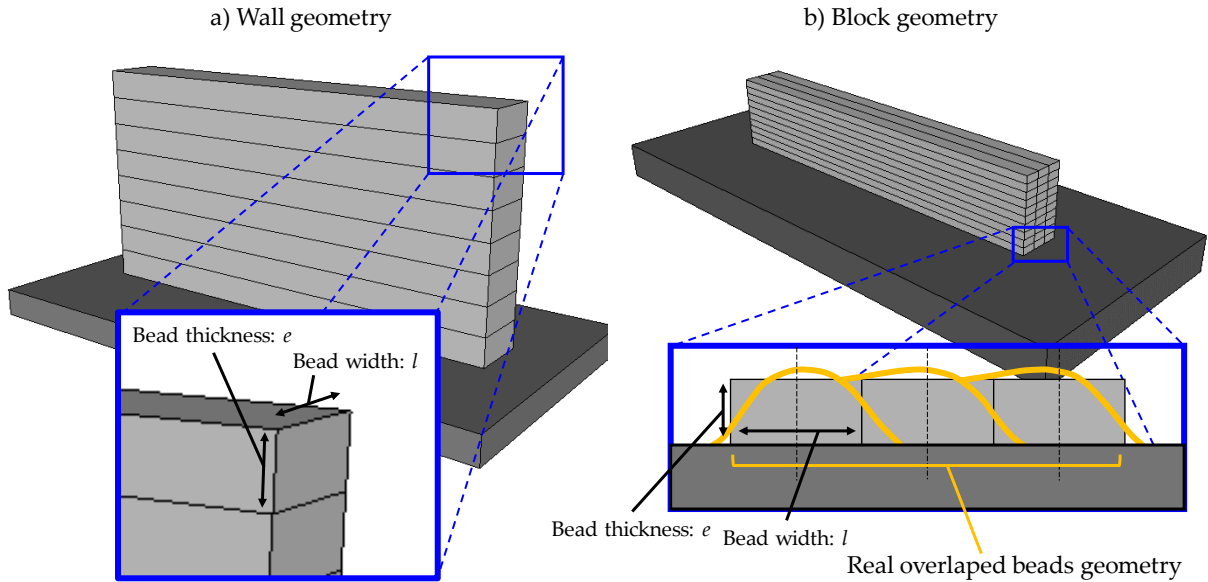 a) Wall geometry
b) Block geometry
Bead thickness: e
Bead width: l
Bead thickness: e
Bead width: l
Real overlaped beads geometry